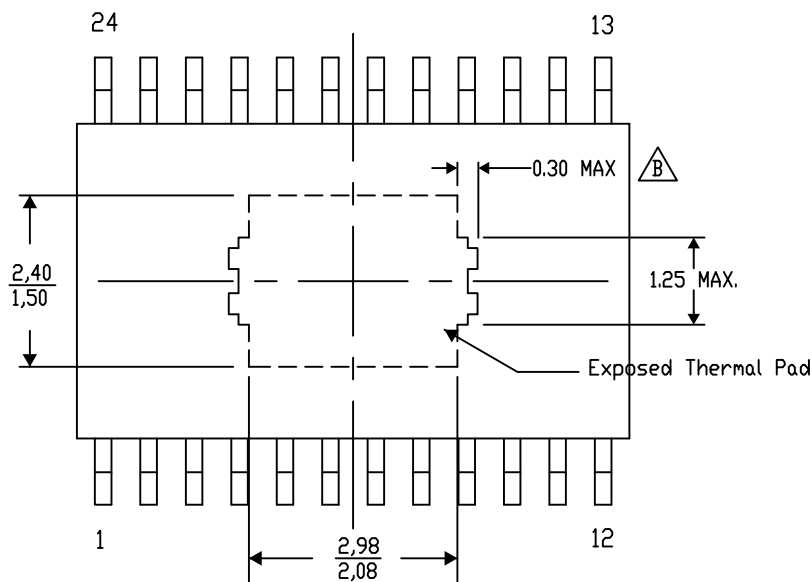 24
13
0.30 MAX
B
2,40
1,50
1.25 MAX.
Exposed Thermal Pad
1
12
2,98
2,08